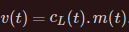 v(t) = c_L(t).m(t).